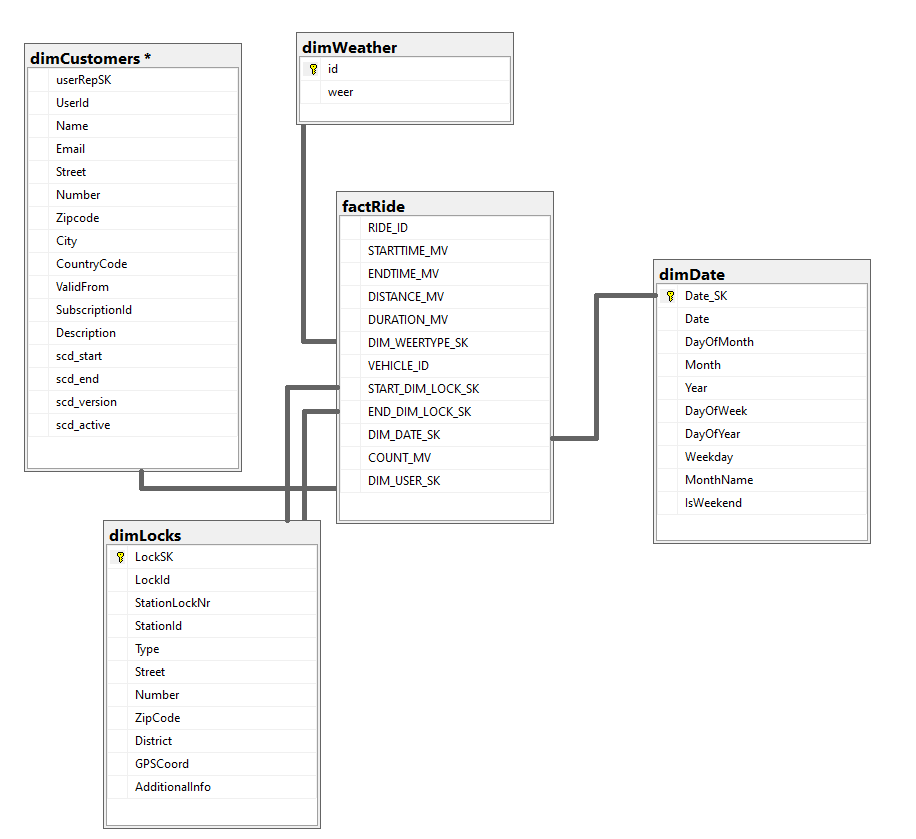 dimCustomers *
userRepSK
UserId
Name
Email
Street
Number
Zipcode
City
CountryCode
ValidFrom
SubscriptionId
Description
scd_start
scd_end
scd_version
scd_active
dimWeather
id
weer
factRide
RIDE_ID
STARTTIME_MV
ENDTIME_MV
DISTANCE_MV
DURATION_MV
DIM_WEERTYPE_SK
VEHICLE_ID
START_DIM_LOCK_SK
END_DIM_LOCK_SK
DIM_DATE_SK
COUNT_MV
DIM_USER_SK
dimDate
Date_SK
Date
DayOfMonth
Month
Year
DayOfWeek
DayOfYear
Weekday
MonthName
IsWeekend
dimLocks
LockSK
LockId
StationLockNr
StationId
Type
Street
Number
ZipCode
District
GPSCoord
AdditionalInfo